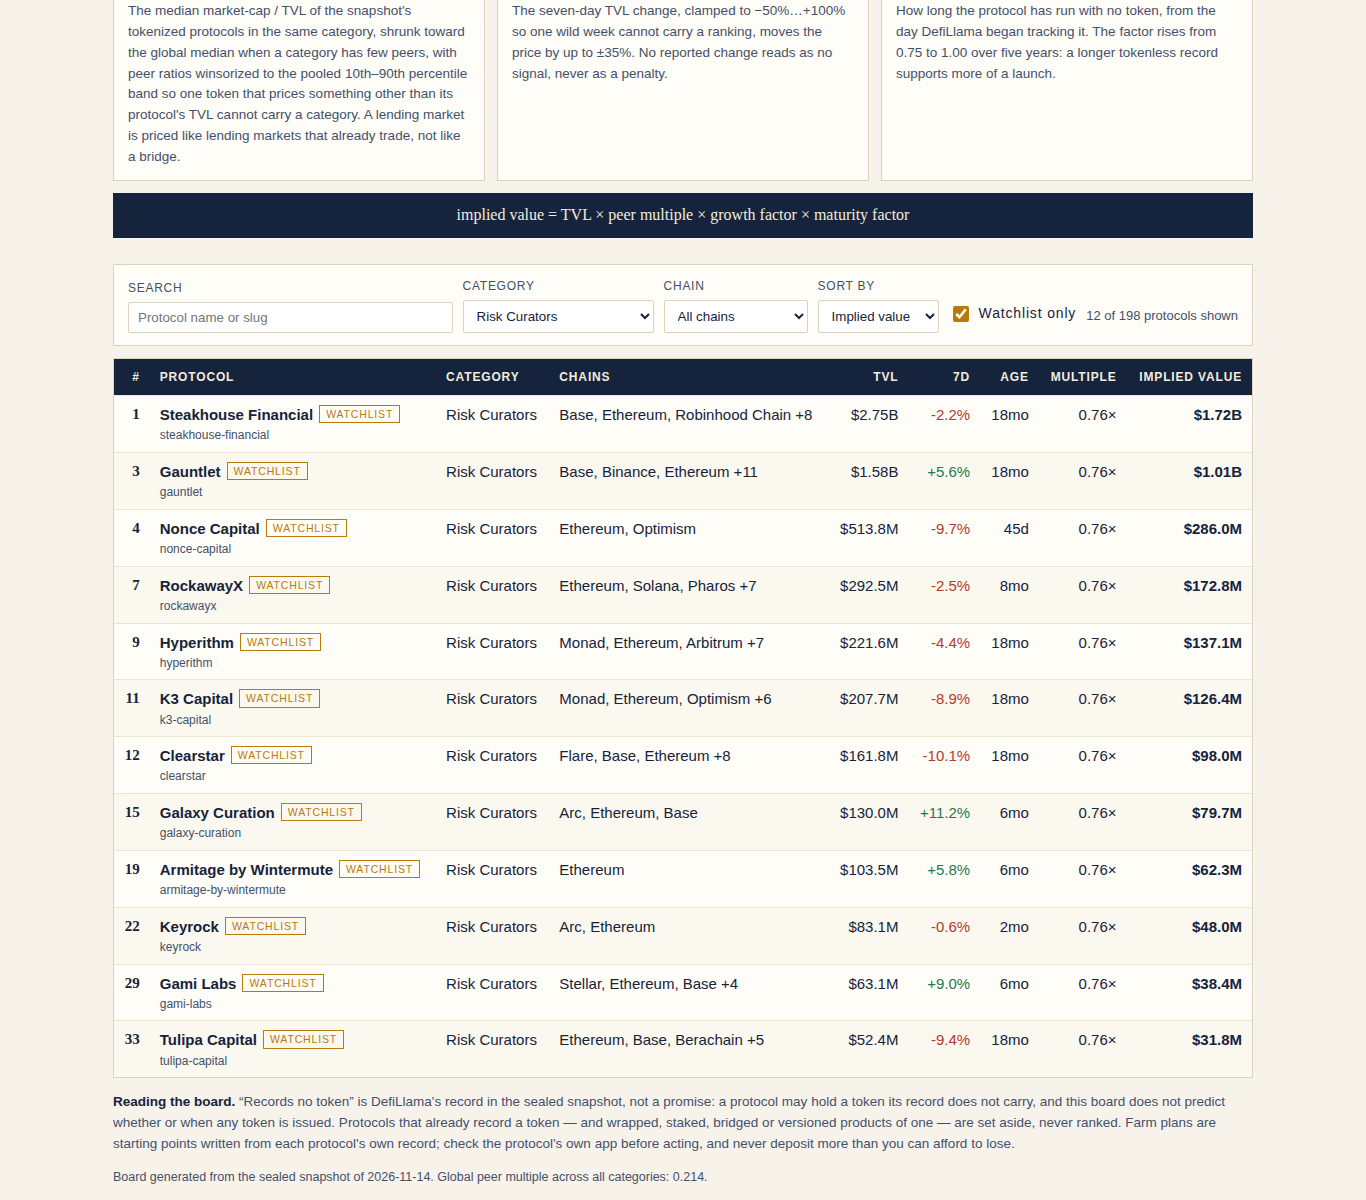 The median market-cap / TVL of the snapshot's
tokenized protocols in the same category, shrunk toward
the global median when a category has few peers, with
peer ratios winsorized to the pooled 10th–90th percentile
band so one token that prices something other than its
protocol's TVL cannot carry a category. A lending market
is priced like lending markets that already trade, not like
a bridge.
The seven-day TVL change, clamped to −50%…+100%
so one wild week cannot carry a ranking, moves the
price by up to ±35%. No reported change reads as no
signal, never as a penalty.
How long the protocol has run with no token, from the
day DefiLlama began tracking it. The factor rises from
0.75 to 1.00 over five years: a longer tokenless record
supports more of a launch.
implied value = TVL × peer multiple × growth factor × maturity factor
SEARCH
Protocol name or slug
CATEGORY
Risk Curators
CHAIN
All chains
SORT BY
Implied value
Watchlist only
12 of 198 protocols shown
# PROTOCOL CATEGORY CHAINS TVL 7D AGE MULTIPLE IMPLIED VALUE
1 Steakhouse Financial WATCHLIST Risk Curators Base, Ethereum, Robinhood Chain +8 $2.75B -2.2% 18mo 0.76× $1.72B
steakhouse-financial
3 Gauntlet WATCHLIST Risk Curators Base, Binance, Ethereum +11 $1.58B +5.6% 18mo 0.76× $1.01B
gauntlet
4 Nonce Capital WATCHLIST Risk Curators Ethereum, Optimism $513.8M -9.7% 45d 0.76× $286.0M
nonce-capital
7 RockawayX WATCHLIST Risk Curators Ethereum, Solana, Pharos +7 $292.5M -2.5% 8mo 0.76× $172.8M
rockawayx
9 Hyperithm WATCHLIST Risk Curators Monad, Ethereum, Arbitrum +7 $221.6M -4.4% 18mo 0.76× $137.1M
hyperithm
11 K3 Capital WATCHLIST Risk Curators Monad, Ethereum, Optimism +6 $207.7M -8.9% 18mo 0.76× $126.4M
k3-capital
12 Clearstar WATCHLIST Risk Curators Flare, Base, Ethereum +8 $161.8M -10.1% 18mo 0.76× $98.0M
clearstar
15 Galaxy Curation WATCHLIST Risk Curators Arc, Ethereum, Base $130.0M +11.2% 6mo 0.76× $79.7M
galaxy-curation
19 Armitage by Wintermute WATCHLIST Risk Curators Ethereum $103.5M +5.8% 6mo 0.76× $62.3M
armitage-by-wintermute
22 Keyrock WATCHLIST Risk Curators Arc, Ethereum $83.1M -0.6% 2mo 0.76× $48.0M
keyrock
29 Gami Labs WATCHLIST Risk Curators Stellar, Ethereum, Base +4 $63.1M +9.0% 6mo 0.76× $38.4M
gami-labs
33 Tulipa Capital WATCHLIST Risk Curators Ethereum, Base, Berachain +5 $52.4M -9.4% 18mo 0.76× $31.8M
tulipa-capital
Reading the board. “Records no token” is DefiLlama's record in the sealed snapshot, not a promise: a protocol may hold a token its record does not carry, and this board does not predict
whether or when any token is issued. Protocols that already record a token — and wrapped, staked, bridged or versioned products of one — are set aside, never ranked. Farm plans are
starting points written from each protocol's own record; check the protocol's own app before acting, and never deposit more than you can afford to lose.
Board generated from the sealed snapshot of 2026-11-14. Global peer multiple across all categories: 0.214.